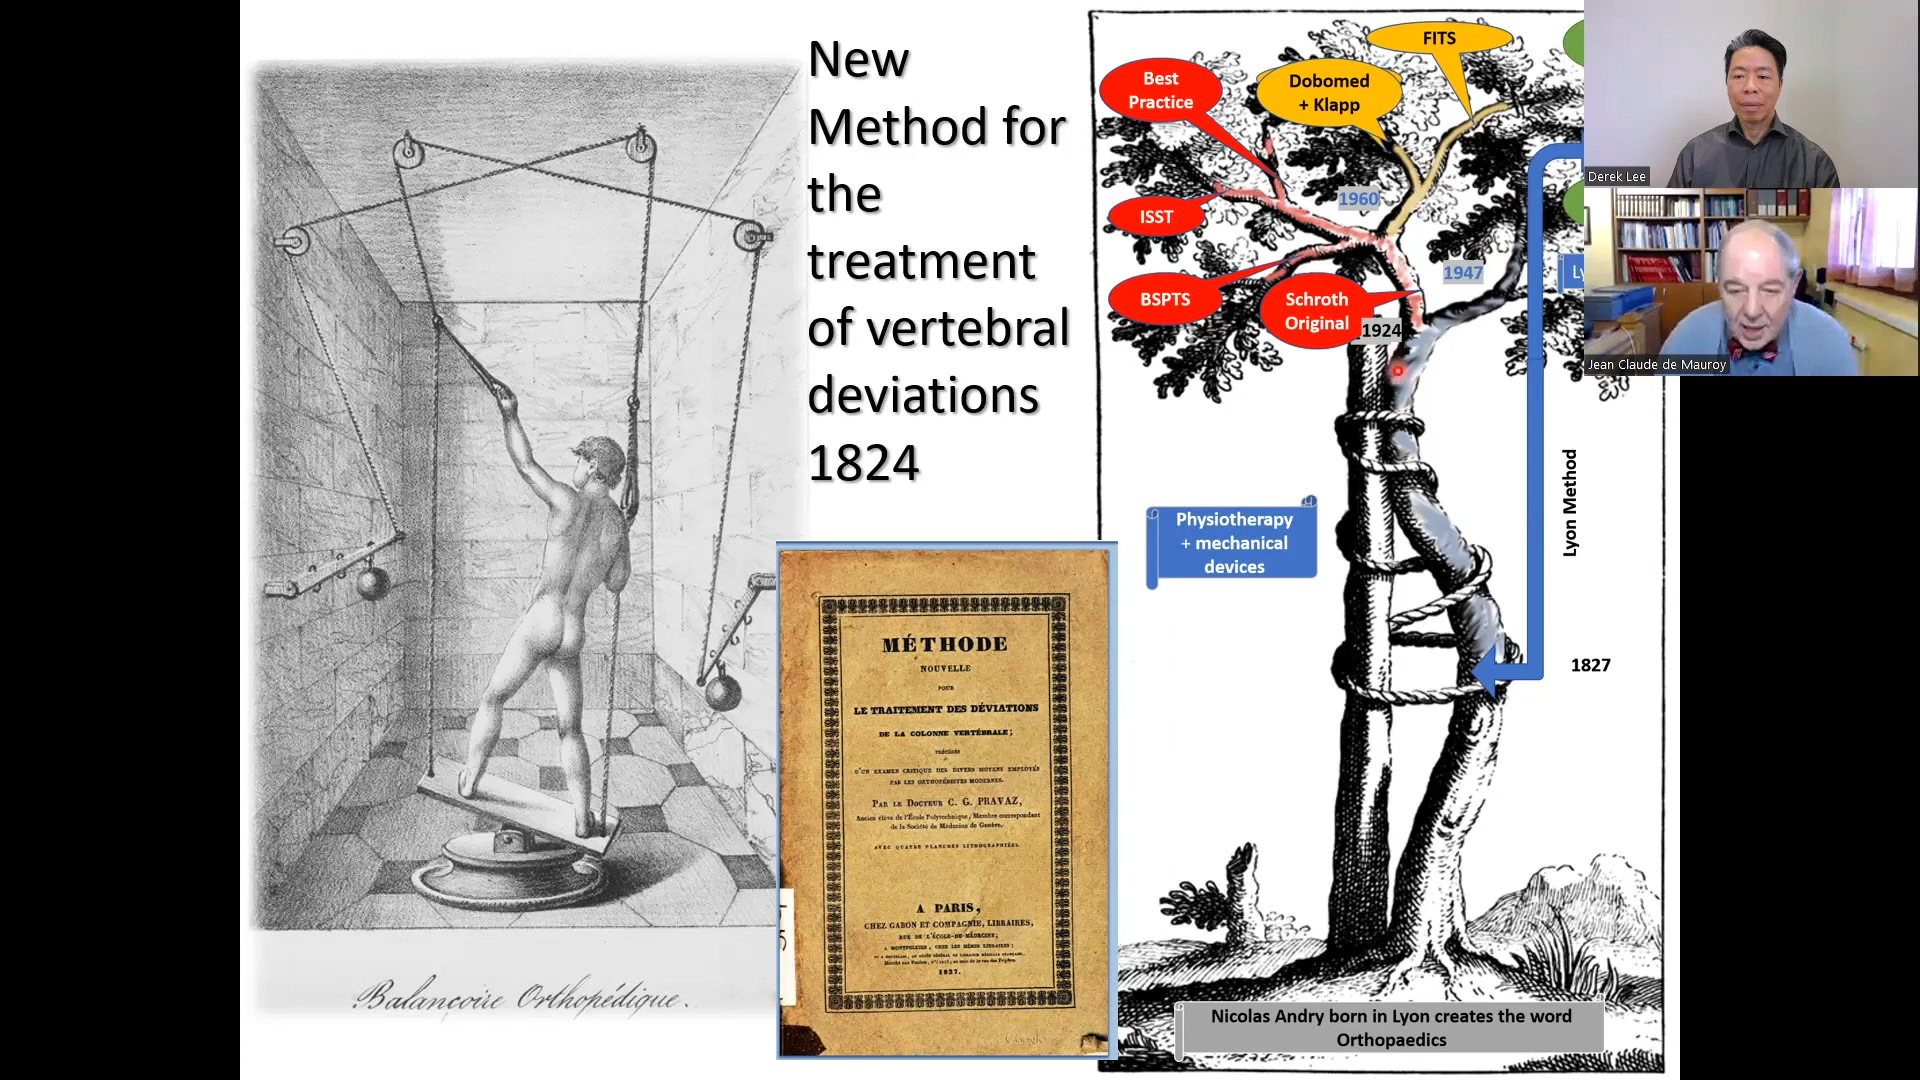 New
Method for
the
treatment
of vertebral
deviations
1824
Balançoire Orthopédique.
MÉTHODE
NOUVELLE
POUR
LE TRAITEMENT DES DÉVIATIONS
DE LA COLONNE VERTÉBRALE;
PRÉCÉDÉE
D'UN EXAMEN CRITIQUE DES DIVERS MOYENS EMPLOYÉS
PAR LES ORTHOPÉDISTES MODERNES.
PAR LE DOCTEUR C. G. PRAVAZ,
Ancien élève de l'École Polytechnique, Membre correspondant
de la Société de Médecine de Genève.
AVEC QUATRE PLANCHES LITHOGRAPHIÉES.
A PARIS,
CHEZ GABON ET COMPAGNIE, LIBRAIRES,
RUE DE L'ÉCOLE-DE-MÉDECINE;
A MONTPELLIER, CHEZ LES MÊMES LIBRAIRES;
1827.
FITS
Best
Practice
Dobomed
+ Klapp
1960
ISST
1947
BSPTS
Schroth
Original
1924
Ly
Physiotherapy
+ mechanical
devices
Lyon Method
1827
Nicolas Andry born in Lyon creates the word
Orthopaedics
Derek Lee
Jean Claude de Mauroy